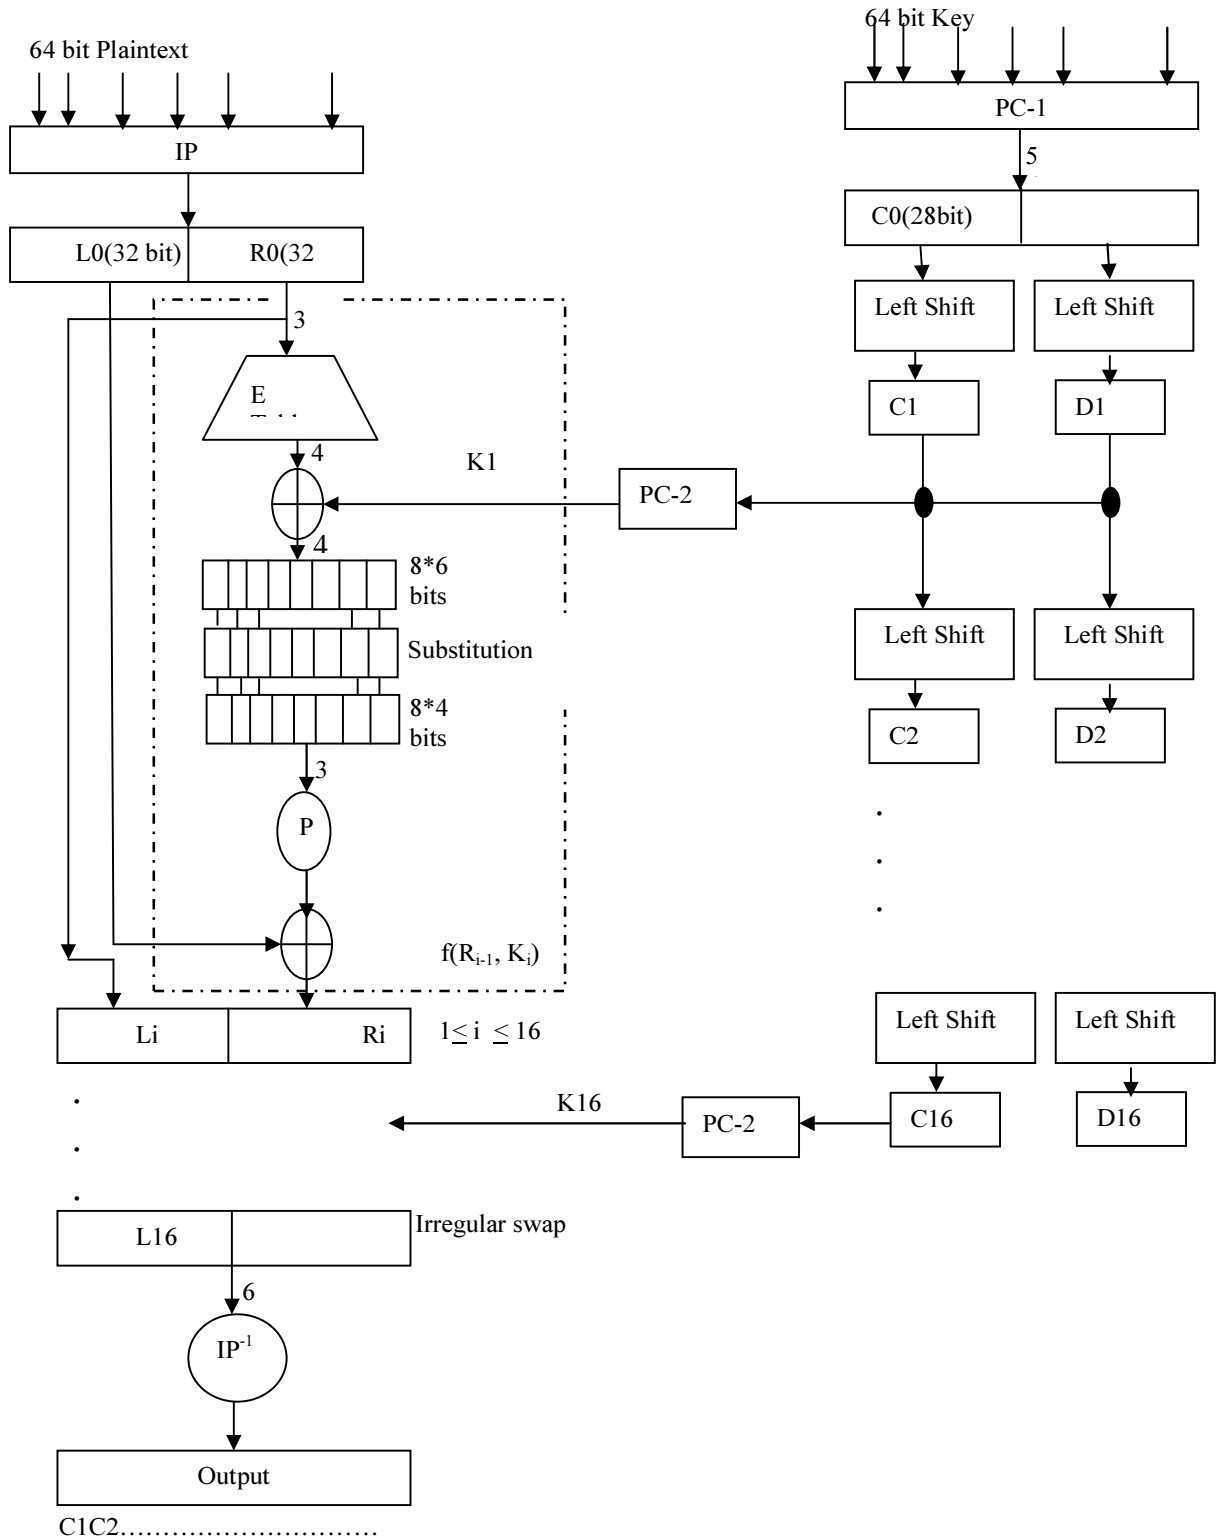 64 bit Key
64 bit Plaintext
PC-1
IP
5
C0(28bit)
L0(32 bit)
R0(32
Left Shift
Left Shift
3
E
C1
D1
4
K1
PC-2
4
8*6
bits
Left Shift
Left Shift
Substitution
8*4
bits
C2
D2
3
P
.
.
.
f(Ri-1, Ki)
Left Shift
Left Shift
Li
Ri
1≤ i ≤ 16
K16
PC-2
C16
D16
.
.
.
L16
Irregular swap
6
IP-1
Output
C1C2..............................